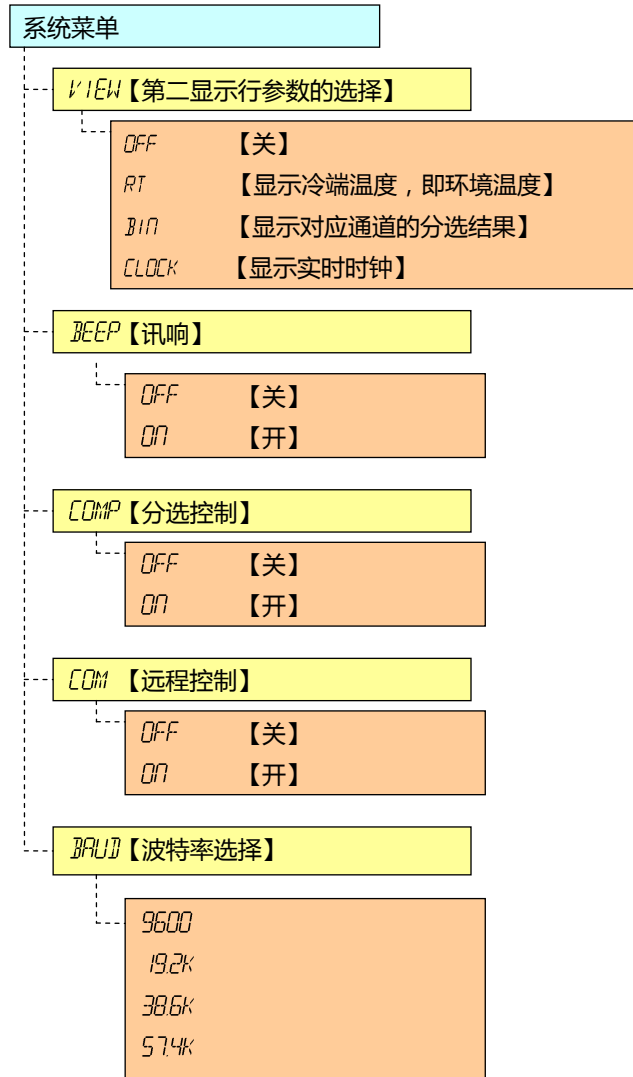 系统菜单
VIEW【第二显示行参数的选择】
OFF 【关】
RT 【显示冷端温度，即环境温度】
BIN 【显示对应通道的分选结果】
CLOCK 【显示实时时钟】
BEEP【讯响】
OFF 【关】
ON 【开】
COMP【分选控制】
OFF 【关】
ON 【开】
COM 【远程控制】
OFF 【关】
ON 【开】
BAUD【波特率选择】
9600
19.2K
38.6K
57.4K